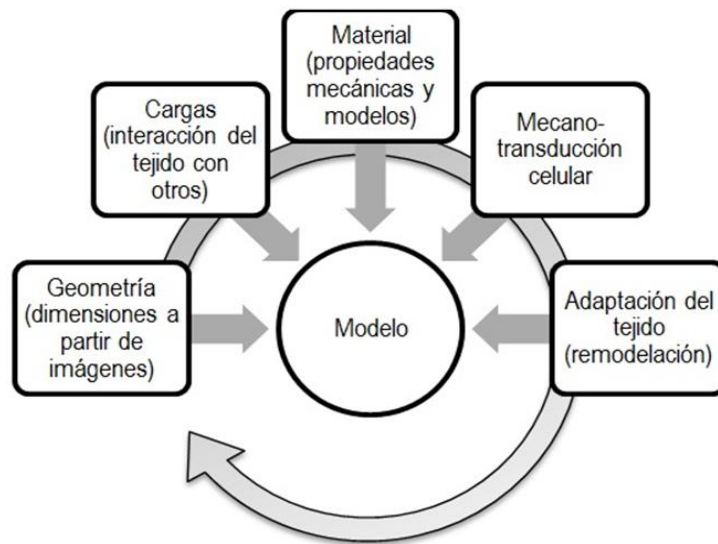 Material
(propiedades
mecánicas y
modelos)
Cargas
(interacción del
tejido con
otros)
Mecano-
transducción
celular
Geometría
(dimensiones a
partir de
imágenes)
Modelo
Adaptación del
tejido
(remodelación)